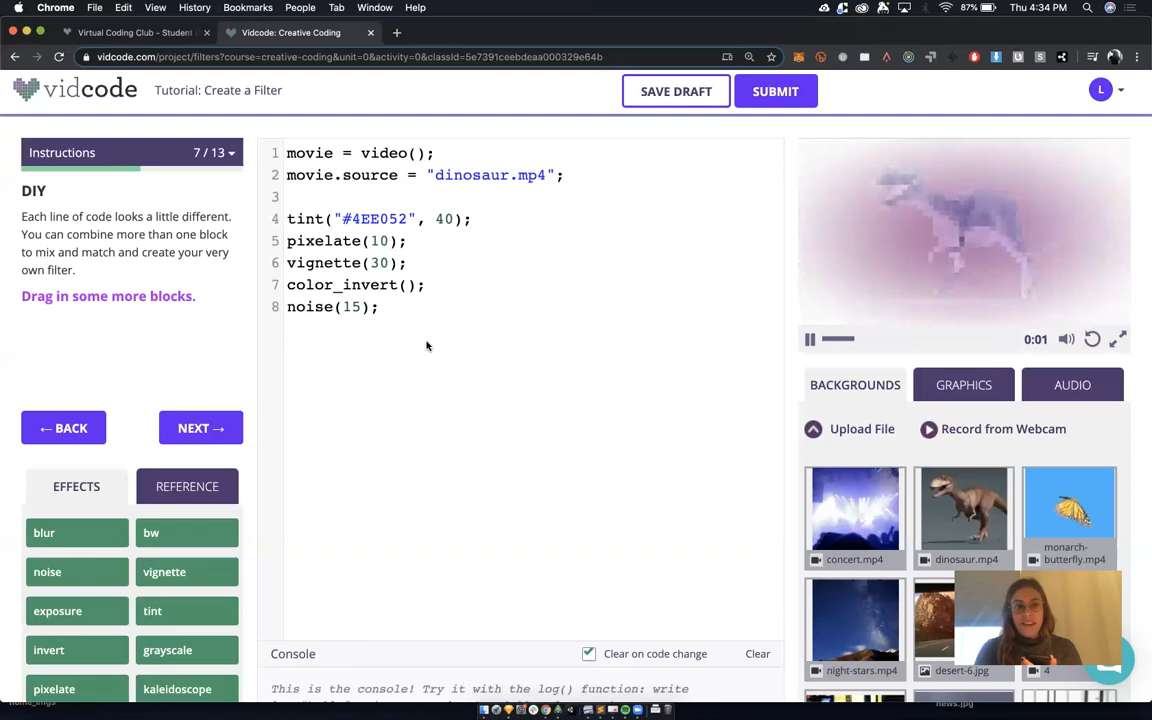 Chrome File Edit View History Bookmarks People Tab Window Help 87% Thu 4:34 PM
Virtual Coding Club - Student
Vidcode: Creative Coding
vidcode.com/project/filters?course=creative-coding&unit=0&activity=0&classId=5e7391ceebdeaa000329e64b
vidcode Tutorial: Create a Filter SAVE DRAFT SUBMIT L
Instructions 7 / 13
DIY
Each line of code looks a little different.
You can combine more than one block
to mix and match and create your very
own filter.
Drag in some more blocks.
← BACK NEXT →
EFFECTS REFERENCE
blur bw
noise vignette
exposure tint
invert grayscale
pixelate kaleidoscope
1 movie = video();
2 movie.source = "dinosaur.mp4";
3
4 tint("#4EE052", 40);
5 pixelate(10);
6 vignette(30);
7 color_invert();
8 noise(15);
Console Clear on code change Clear
This is the console! Try it with the log() function: write
0:01
BACKGROUNDS GRAPHICS AUDIO
Upload File Record from Webcam
concert.mp4 dinosaur.mp4 monarch-
butterfly.mp4
night-stars.mp4 desert-6.jpg 4
news.jpg